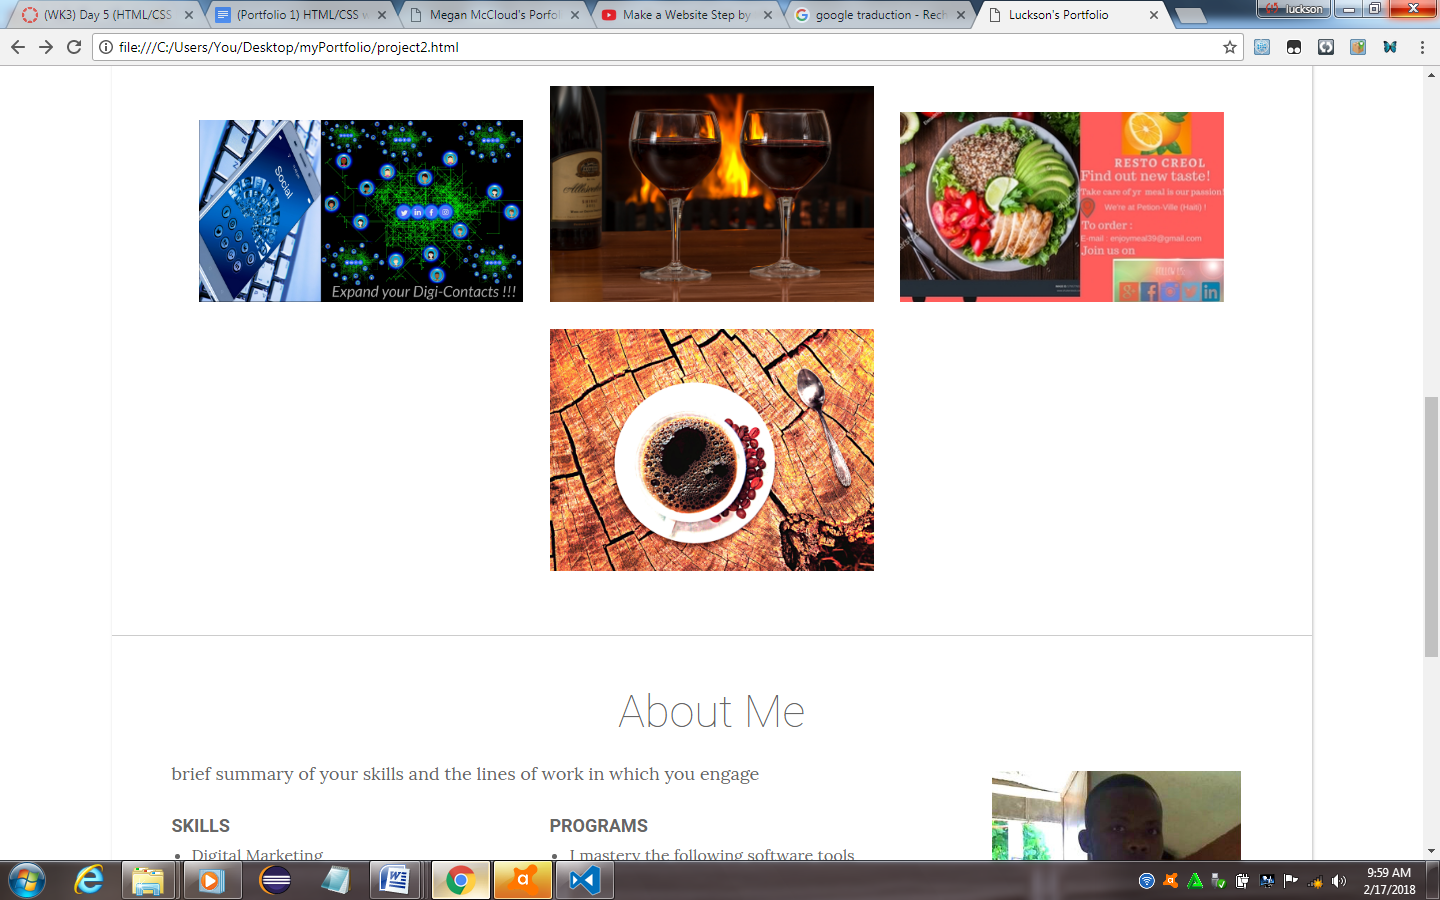 (WK3) Day 5 (HTML/CSS
(Portfolio 1) HTML/CSS w
Megan McCloud's Porfol
Make a Website Step by
google traduction - Rech
Luckson's Portfolio
luckson
file:///C:/Users/You/Desktop/myPortfolio/project2.html
Social
Expand your Digi-Contacts !!!
RESTO CREOL
Find out new taste!
Take care of yr meal is our passion!
We're at Petion-Ville (Haiti) !
To order :
E-mail : enjoymeal39@gmail.com
Join us on
FOLLOW US
About Me
brief summary of your skills and the lines of work in which you engage
SKILLS
Digital Marketing
PROGRAMS
I mastery the following software tools
9:59 AM
2/17/2018